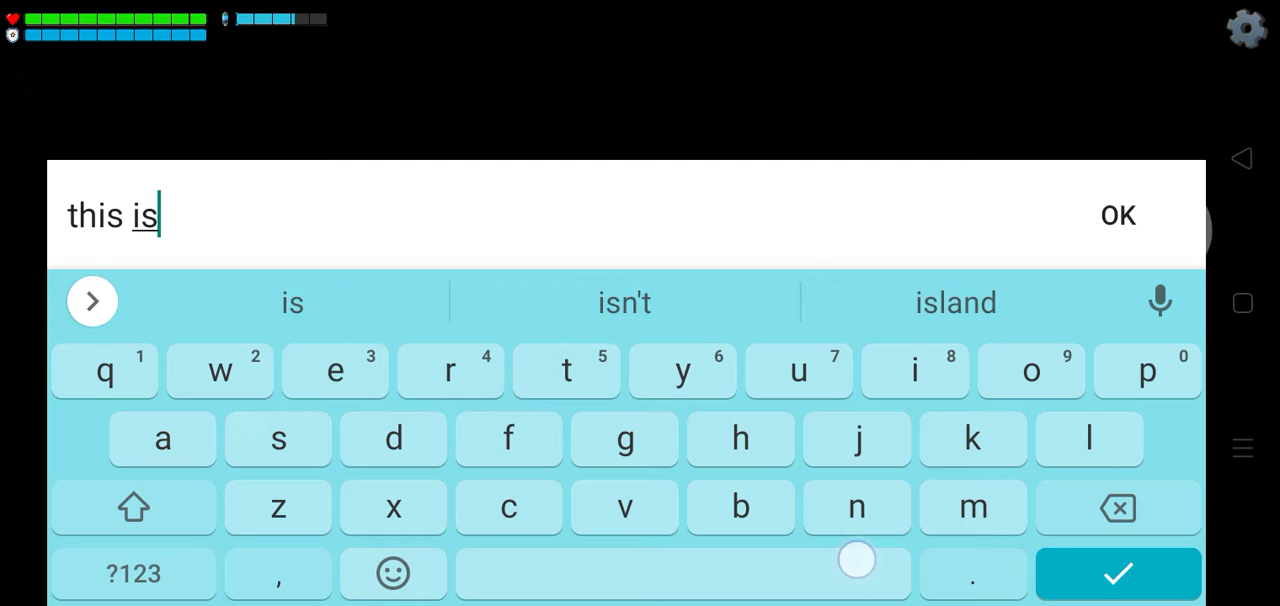 this is
OK
is
isn't
island
q 1 w 2 e 3 r 4 t 5 y 6 u 7 i 8 o 9 p 0
a s d f g h j k l
z x c v b n m
?123 , .